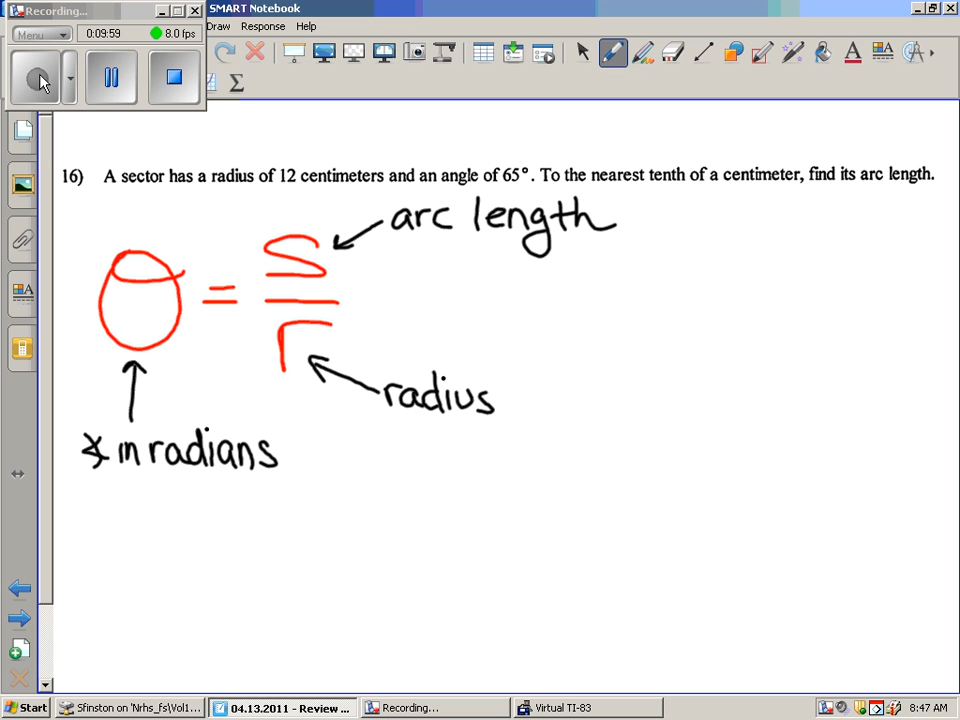 Recording...
SMART Notebook
Menu
0:09:59
8.0 fps
Draw Response Help
Σ
16) A sector has a radius of 12 centimeters and an angle of 65°. To the nearest tenth of a centimeter, find its arc length.
arc length
θ = S
r
radius
∡ in radians
Start
Sfinston on 'Nrhs_fs\Vol1...
04.13.2011 - Review ...
Recording...
Virtual TI-83
8:47 AM